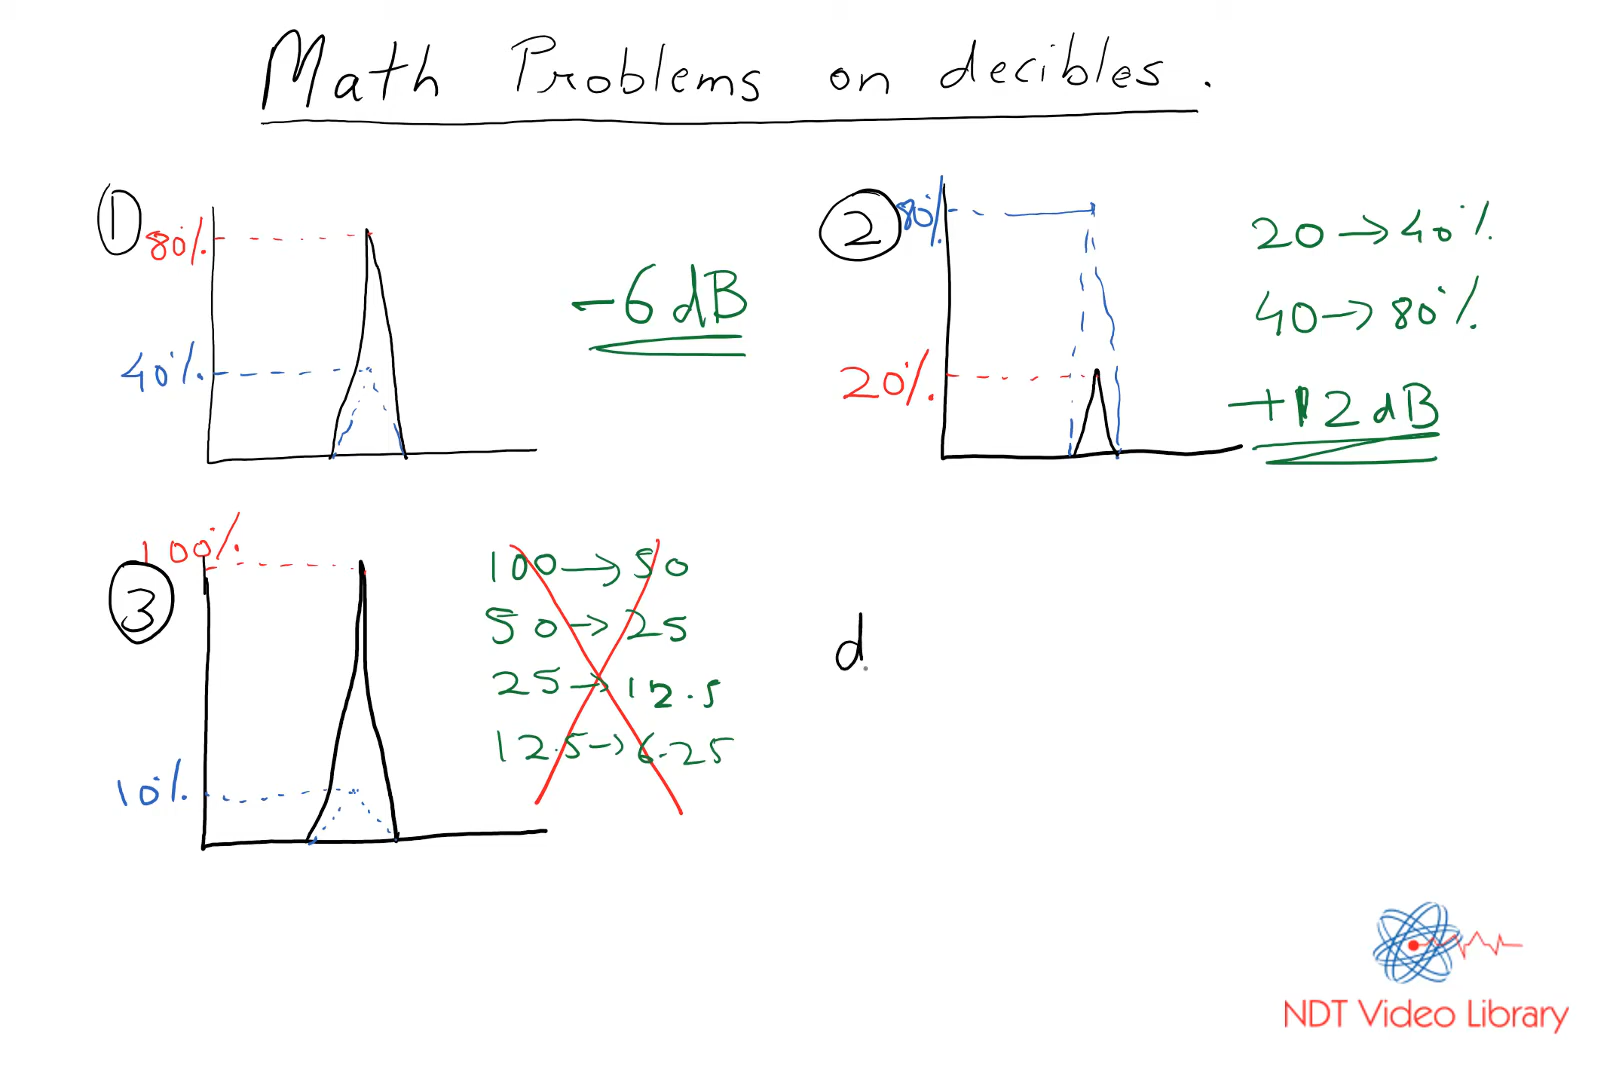 Math Problems on decibles.
1
80%
40%
-6 dB
2
80%
20%
20 → 40%
40 → 80%
+12 dB
3
100%
10%
100 → 50
50 → 25
25 → 12.5
12.5 → 6.25
d
NDT Video Library